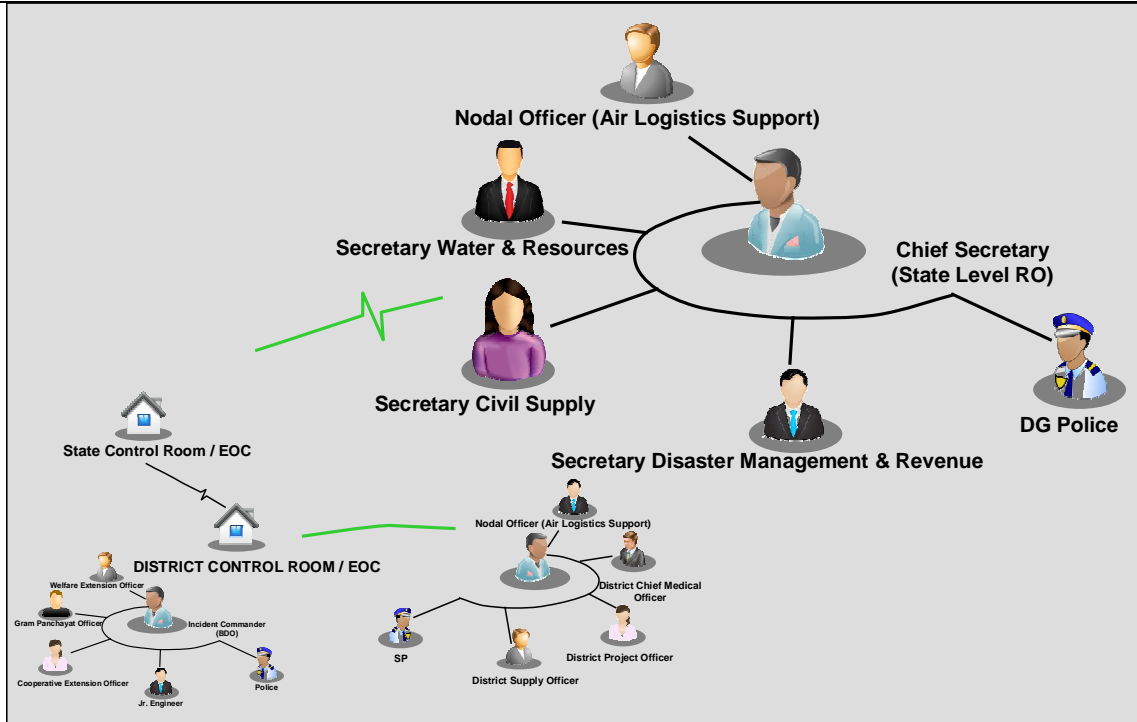 Nodal Officer (Air Logistics Support)
Secretary Water & Resources
Chief Secretary
(State Level RO)
Secretary Civil Supply
DG Police
Secretary Disaster Management & Revenue
State Control Room / EOC
DISTRICT CONTROL ROOM / EOC
Nodal Officer (Air Logistics Support)
District Chief Medical
Officer
District Project Officer
District Supply Officer
SP
Welfare Extension Officer
Gram Panchayat Officer
Incident Commander
(BDO)
Cooperative Extension Officer
Jr. Engineer
Police